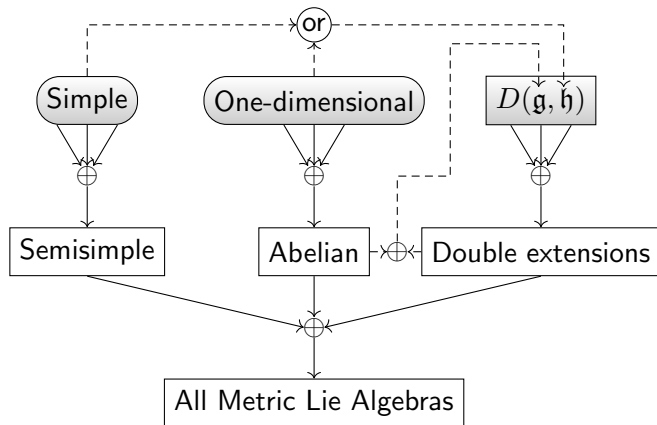 or
Simple
One-dimensional
D(𝔤, 𝔥)
⊕
⊕
⊕
Semisimple
Abelian
⊕
Double extensions
⊕
All Metric Lie Algebras